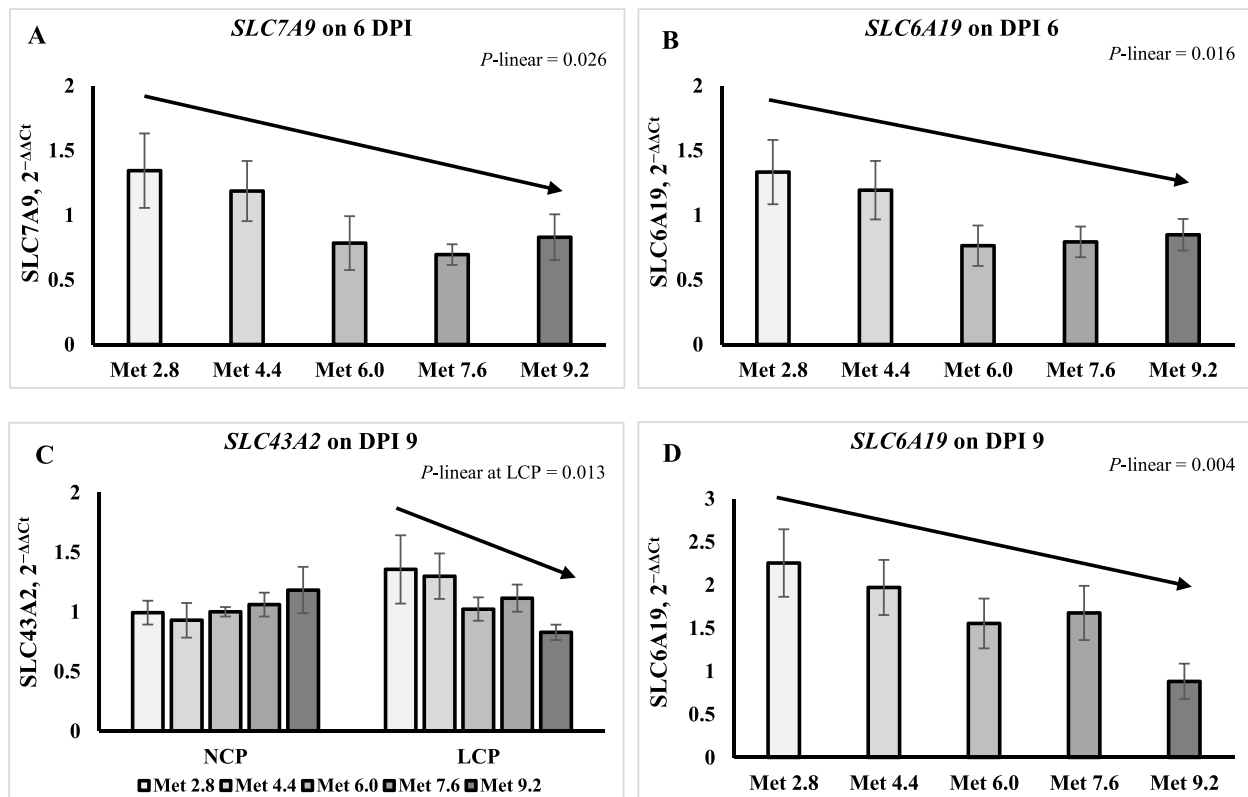 A
SLC7A9 on 6 DPI
P-linear = 0.026
SLC7A9, 2−ΔΔCt
2
1.5
1
0.5
0
Met 2.8 Met 4.4 Met 6.0 Met 7.6 Met 9.2
B
SLC6A19 on DPI 6
P-linear = 0.016
SLC6A19, 2−ΔΔCt
2
1.5
1
0.5
0
Met 2.8 Met 4.4 Met 6.0 Met 7.6 Met 9.2
C
SLC43A2 on DPI 9
P-linear at LCP = 0.013
SLC43A2, 2−ΔΔCt
2
1.5
1
0.5
0
NCP LCP
Met 2.8 Met 4.4 Met 6.0 Met 7.6 Met 9.2
D
SLC6A19 on DPI 9
P-linear = 0.004
SLC6A19, 2−ΔΔCt
3
2.5
2
1.5
1
0.5
0
Met 2.8 Met 4.4 Met 6.0 Met 7.6 Met 9.2